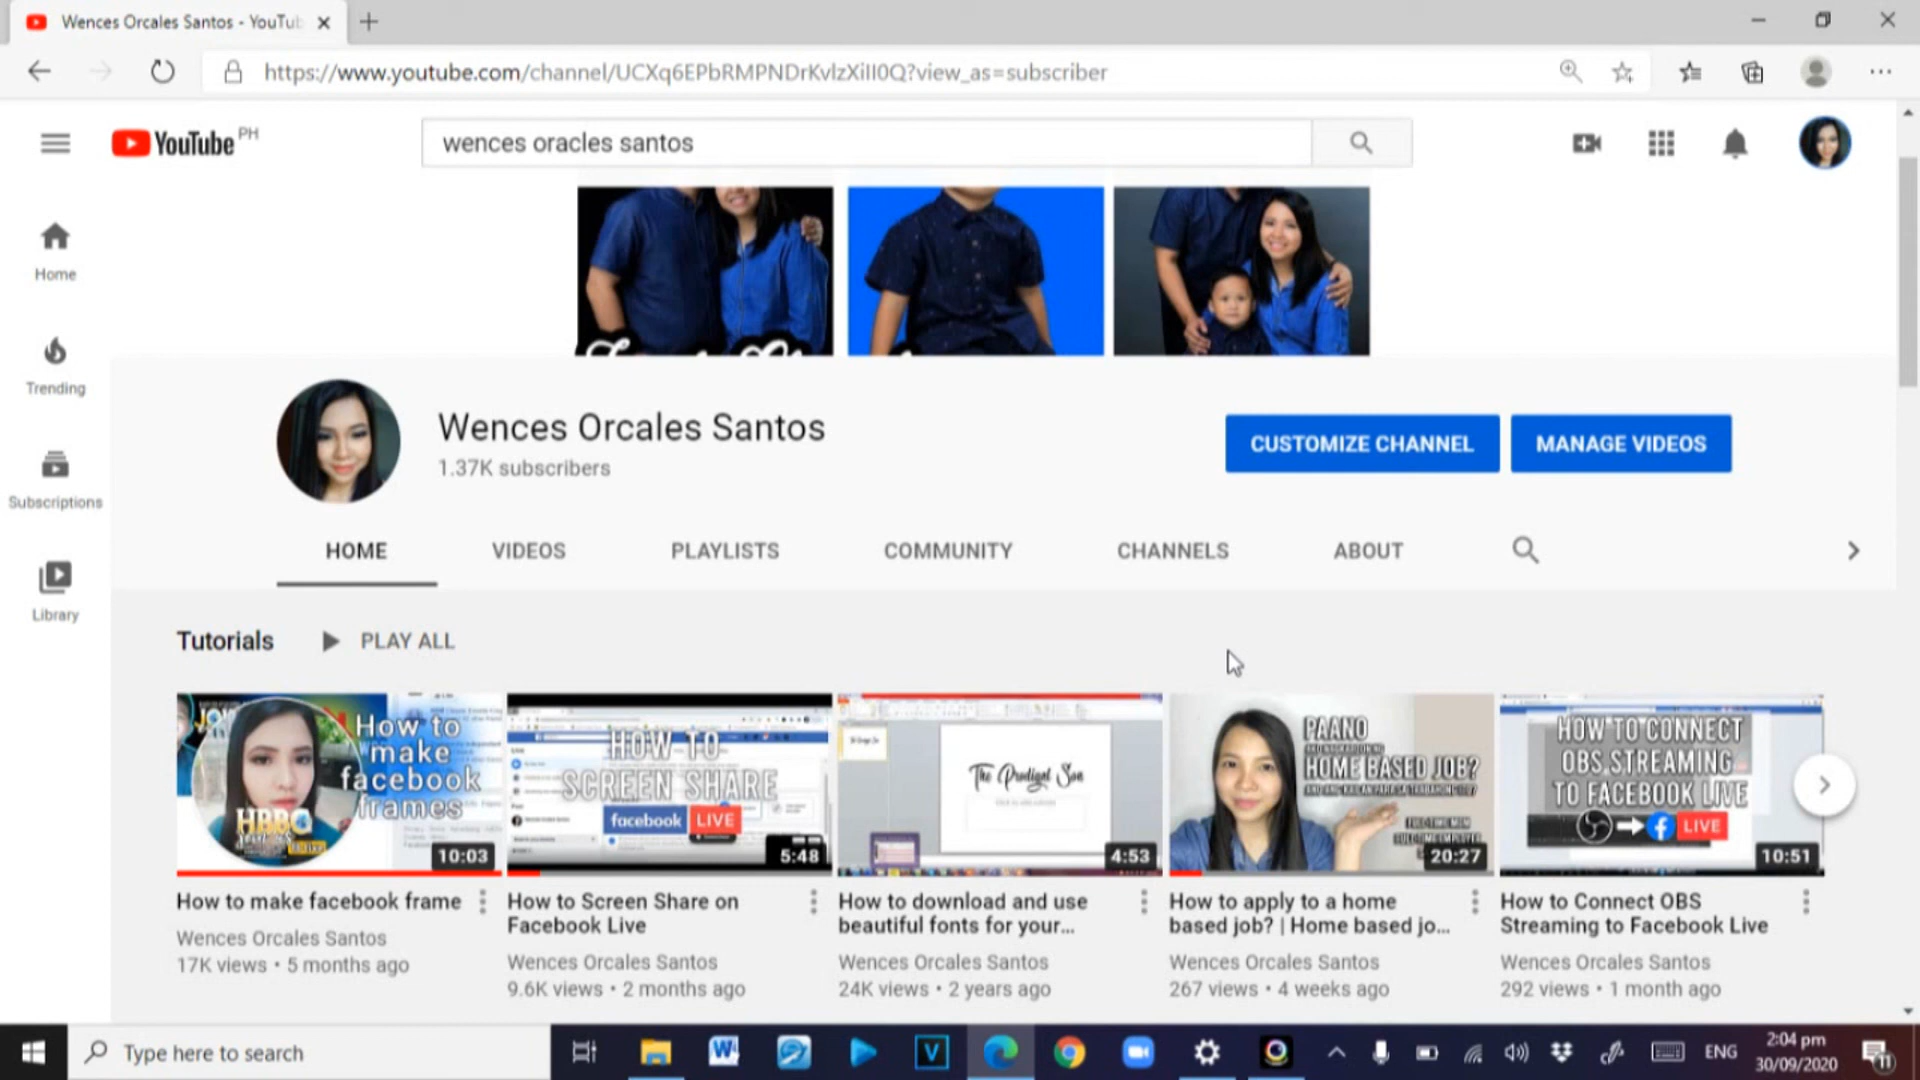 Wences Orcales Santos - YouTub
https://www.youtube.com/channel/UCXq6EPbRMPNDrKvlzXiII0Q?view_as=subscriber
YouTube PH
wences oracles santos
Home
Trending
Subscriptions
Library
Wences Orcales Santos
1.37K subscribers
CUSTOMIZE CHANNEL
MANAGE VIDEOS
HOME VIDEOS PLAYLISTS COMMUNITY CHANNELS ABOUT
Tutorials PLAY ALL
How to
make
facebook
frames
10:03
HOW TO
SCREEN SHARE
facebook LIVE
5:48
The Prodigal Son
4:53
PAANO
HOME BASED JOB?
20:27
HOW TO CONNECT
OBS STREAMING
TO FACEBOOK LIVE
LIVE
10:51
How to make facebook frame
Wences Orcales Santos
17K views • 5 months ago
How to Screen Share on
Facebook Live
Wences Orcales Santos
9.6K views • 2 months ago
How to download and use
beautiful fonts for your...
Wences Orcales Santos
24K views • 2 years ago
How to apply to a home
based job? | Home based jo...
Wences Orcales Santos
267 views • 4 weeks ago
How to Connect OBS
Streaming to Facebook Live
Wences Orcales Santos
292 views • 1 month ago
Type here to search
ENG
2:04 pm
30/09/2020
11